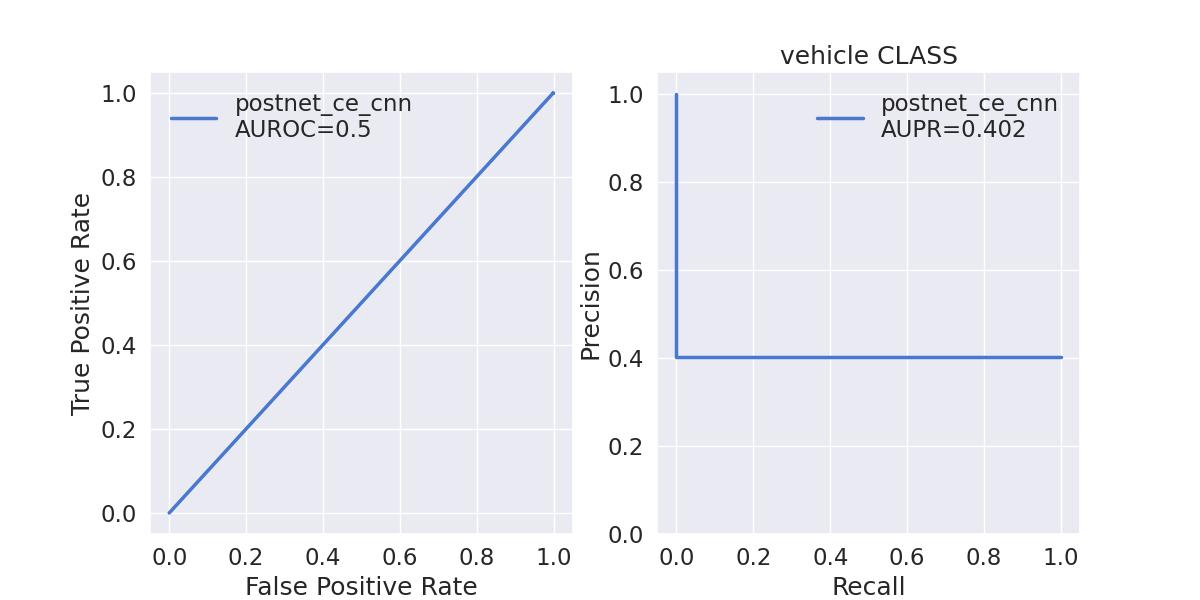 postnet_ce_cnn
AUROC=0.5
True Positive Rate
1.0
0.8
0.6
0.4
0.2
0.0
0.0 0.2 0.4 0.6 0.8 1.0
False Positive Rate
vehicle CLASS
postnet_ce_cnn
AUPR=0.402
Precision
1.0
0.8
0.6
0.4
0.2
0.0
0.0 0.2 0.4 0.6 0.8 1.0
Recall